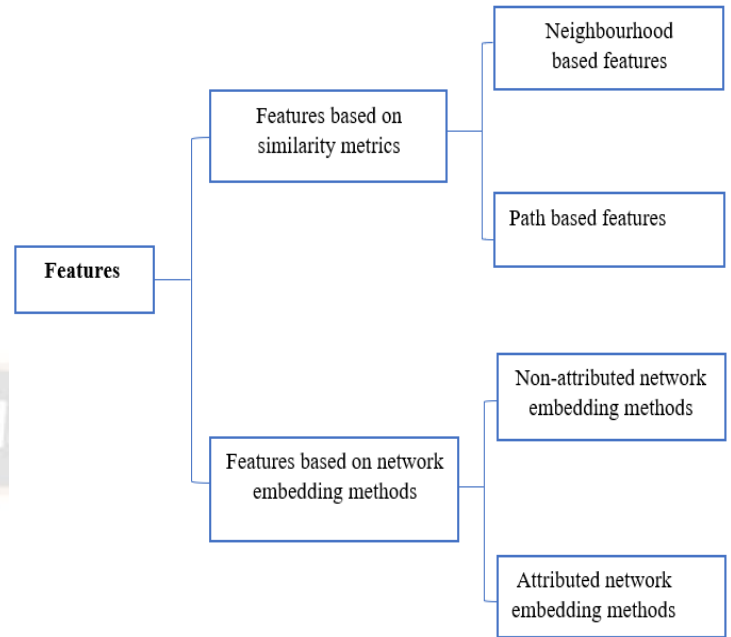 Neighbourhood
based features
Features based on
similarity metrics
Path based features
Features
Non-attributed network
embedding methods
Features based on network
embedding methods
Attributed network
embedding methods